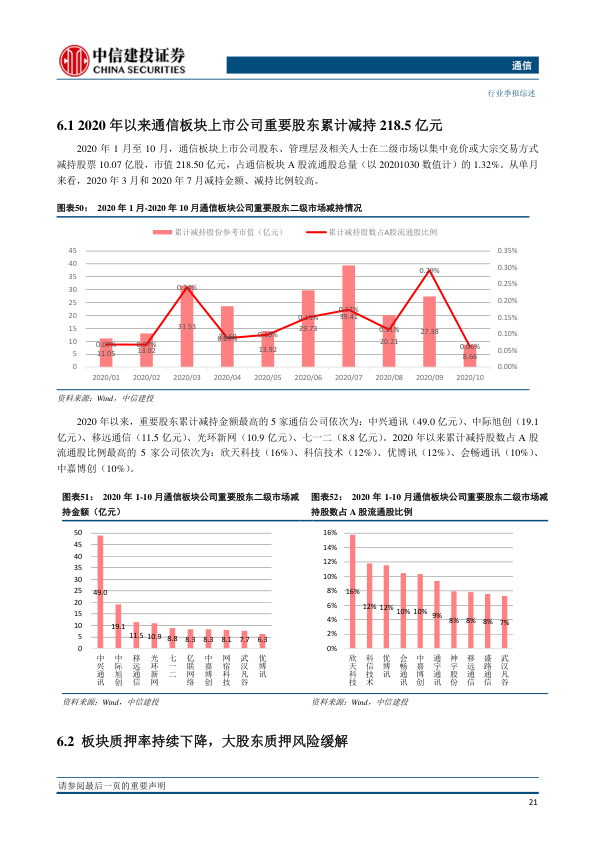 中信建投证券
CHINA SECURITIES
通信
行业季报综述
6.1 2020 年以来通信板块上市公司重要股东累计减持 218.5 亿元
2020 年 1 月至 10 月，通信板块上市公司股东、管理层及相关人士在二级市场以集中竞价或大宗交易方式
减持股票 10.07 亿股，市值 218.50 亿元，占通信板块 A 股流通股总量（以 20201030 数值计）的 1.32%。从单月
来看，2020 年 3 月和 2020 年 7 月减持金额、减持比例较高。
图表50： 2020 年 1 月-2020 年 10 月通信板块公司重要股东二级市场减持情况
累计减持股份参考市值（亿元） 累计减持股数占A股流通股比例
45 0.35%
40 0.30%
35 0.25%
30 0.20%
25 0.15%
20 0.10%
15 0.05%
10 0.00%
5
0
11.05 13.02 31.53 13.92 29.73 39.41 20.21 27.38 8.66
0.24% 0.15% 0.17% 0.11% 0.29% 0.06%
2020/01 2020/02 2020/03 2020/04 2020/05 2020/06 2020/07 2020/08 2020/09 2020/10
资料来源：Wind，中信建投
2020 年以来，重要股东累计减持金额最高的 5 家通信公司依次为：中兴通讯（49.0 亿元）、中际旭创（19.1
亿元）、移远通信（11.5 亿元）、光环新网（10.9 亿元）、七一二（8.8 亿元）。2020 年以来累计减持股数占 A 股
流通股比例最高的 5 家公司依次为：欣天科技（16%）、科信技术（12%）、优博讯（12%）、会畅通讯（10%）、
中嘉博创（10%）。
图表51： 2020 年 1-10 月通信板块公司重要股东二级市场减
持金额（亿元）
50
45
40
35
30
25
20
15
10
5
0
49.0 19.1 11.5 10.9 8.8 8.3 8.3 8.1 7.7 6.3
中兴通讯 中际旭创 移远通信 光环新网 七一二 亿联网络 中嘉博创 网宿科技 武汉凡谷 优博讯
资料来源：Wind，中信建投
图表52： 2020 年 1-10 月通信板块公司重要股东二级市场减
持股数占 A 股流通股比例
16%
14%
12%
10%
8%
6%
4%
2%
0%
16% 12% 12% 10% 10% 9% 8% 8% 8% 7%
欣天科技 科信技术 优博讯 会畅通讯 中嘉博创 通宇通讯 神宇股份 移远通信 盛路通信 武汉凡谷
资料来源：Wind，中信建投
6.2 板块质押率持续下降，大股东质押风险缓解
请参阅最后一页的重要声明
21